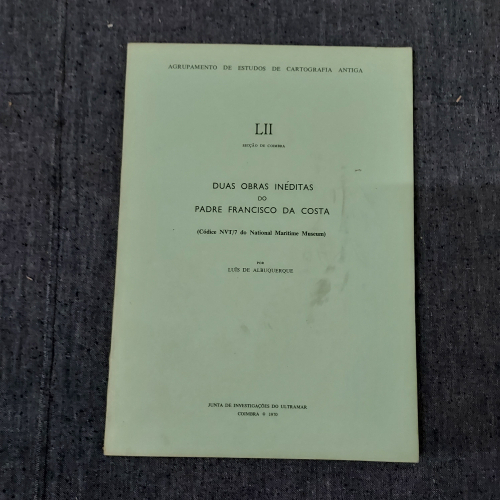 AGRUPAMENTO DE ESTUDOS DE CARTOGRAFIA ANTIGA
LII
SECÇÃO DE COIMBRA
DUAS OBRAS INÉDITAS
DO
PADRE FRANCISCO DA COSTA
(Códice NVT/7 do National Maritime Museum)
POR
LUÍS DE ALBUQUERQUE
JUNTA DE INVESTIGAÇÕES DO ULTRAMAR
COIMBRA